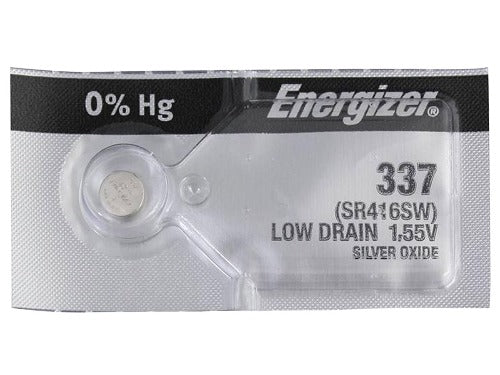 0% Hg
Energizer®
337
(SR416SW)
LOW DRAIN 1.55V
SILVER OXIDE